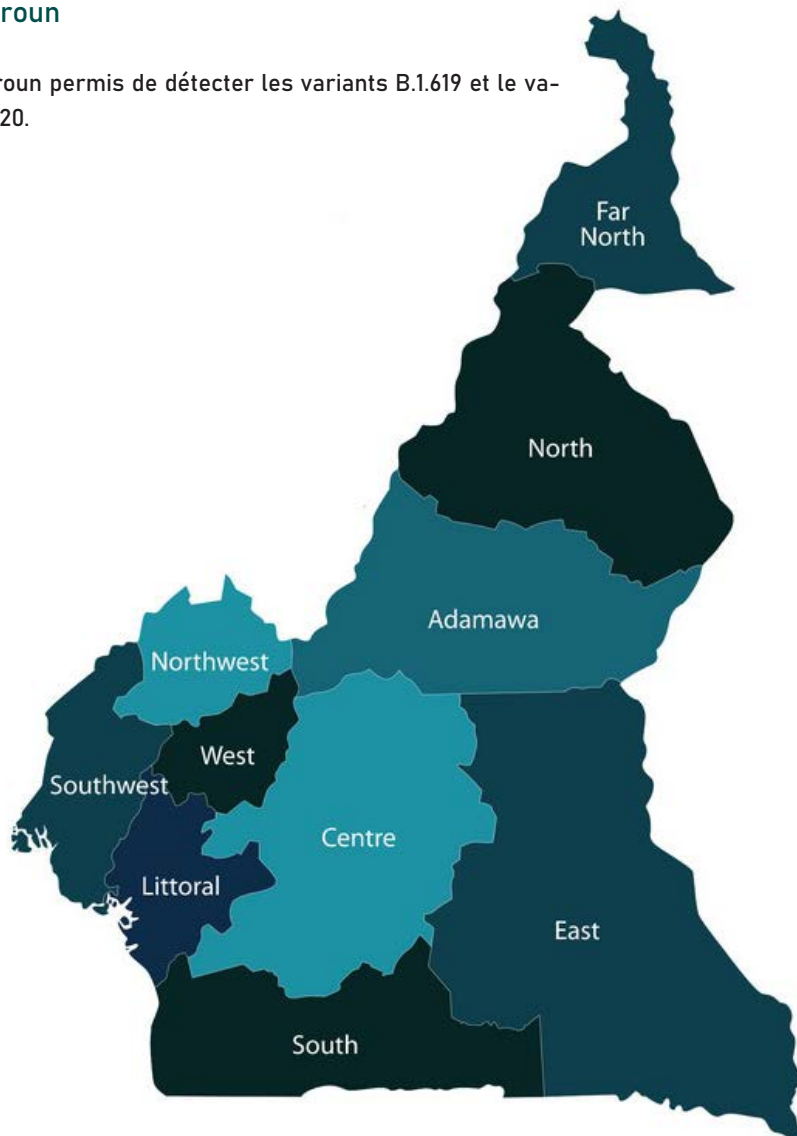 roun
roun permis de détecter les variants B.1.619 et le va-
20.
Far
North
North
Adamawa
Northwest
West
Southwest
Centre
Littoral
East
South